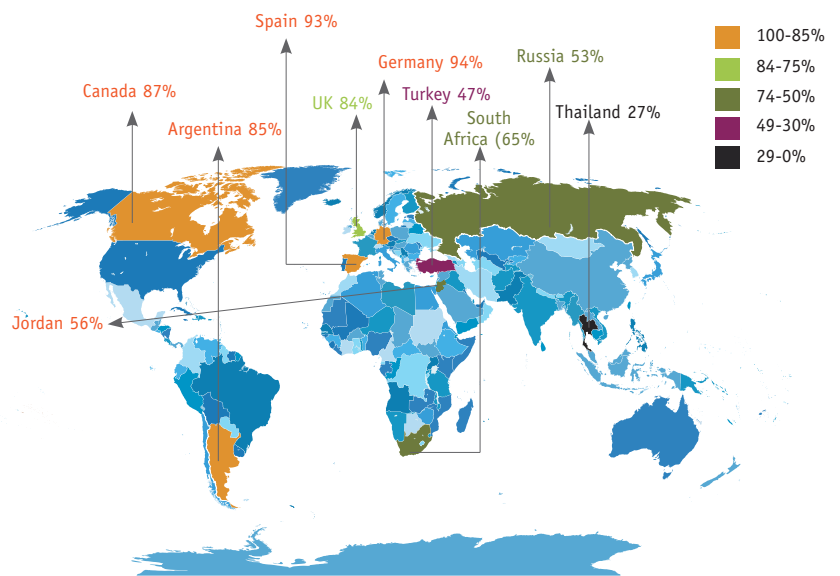 Spain 93%
Germany 94%
Russia 53%
Canada 87%
UK 84%
Turkey 47%
Thailand 27%
Argentina 85%
South
Africa (65%
Jordan 56%
100-85%
84-75%
74-50%
49-30%
29-0%